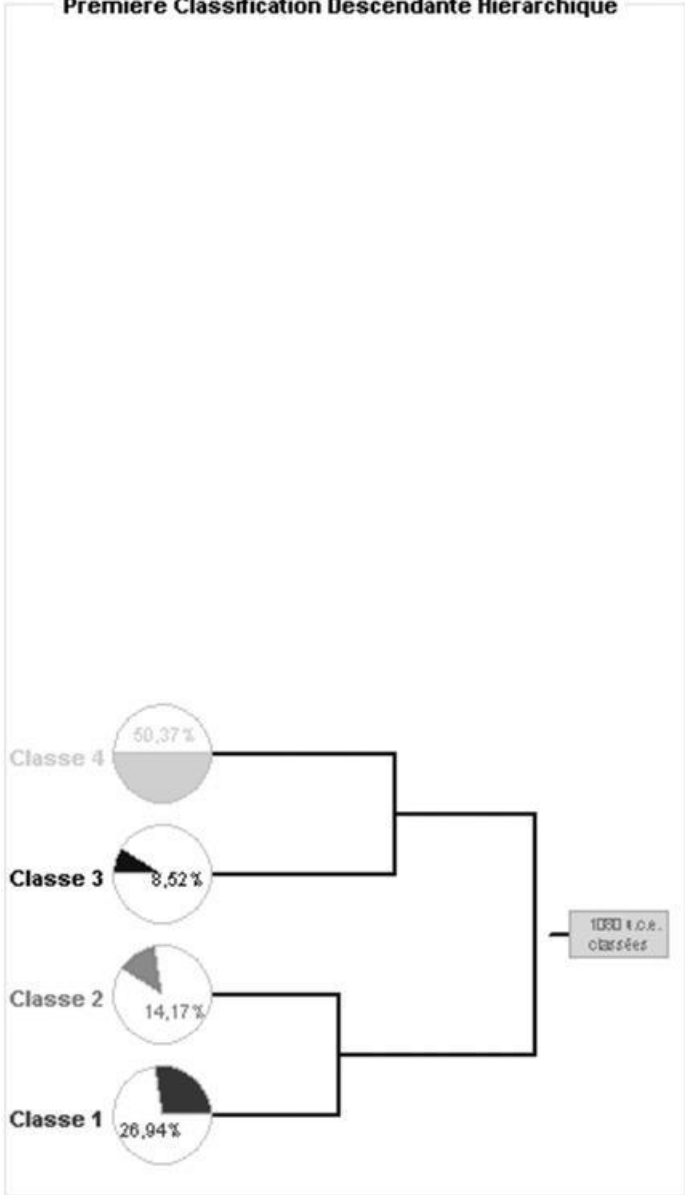 Première Classification Descendante Hiérarchique
50,37%
Classe 4
Classe 3
8,52%
Classe 2
14,17%
Classe 1
26,94%
1080 u.c.e.
classées